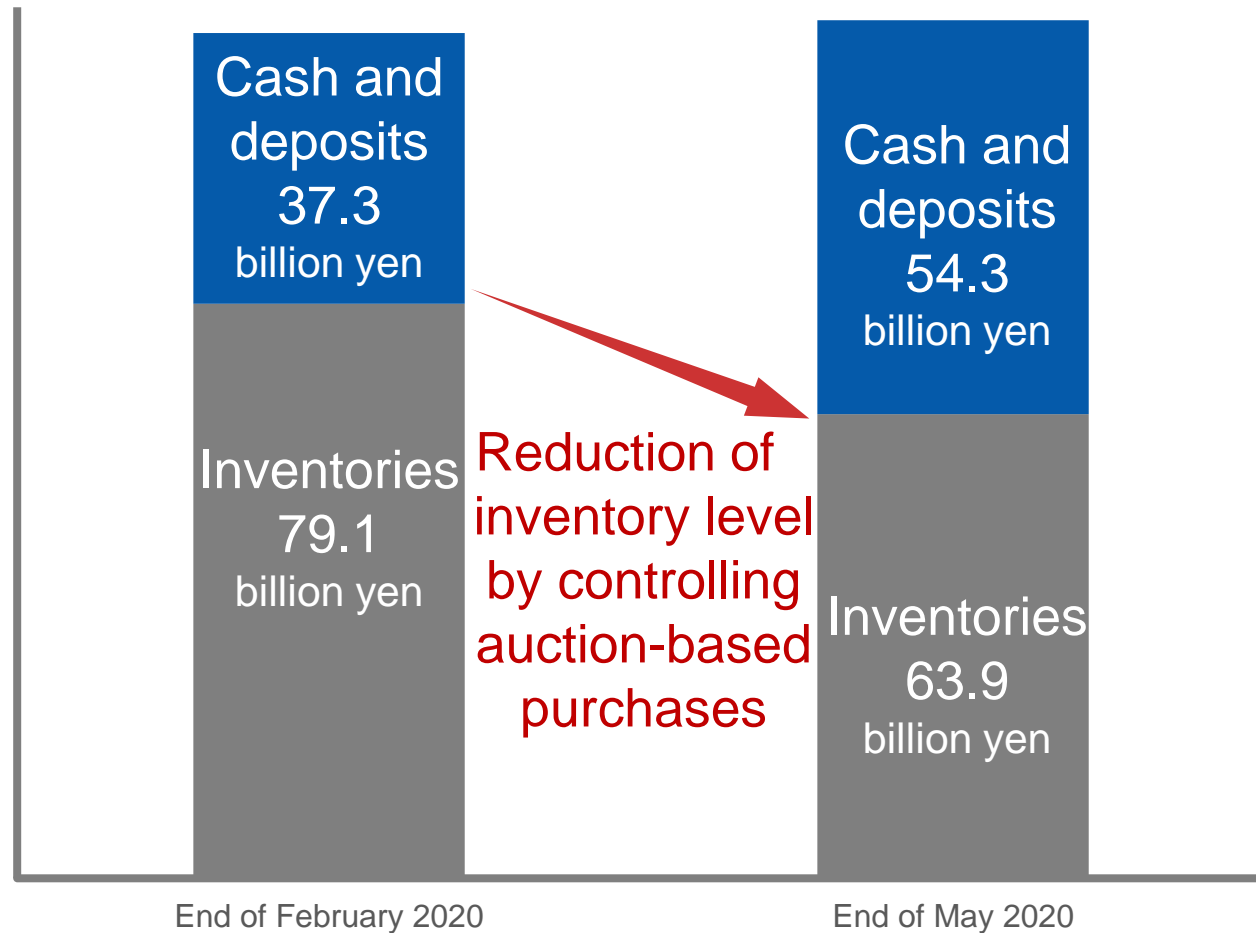 Cash and
deposits
37.3
billion yen
Inventories
79.1
billion yen
Reduction of
inventory level
by controlling
auction-based
purchases
Cash and
deposits
54.3
billion yen
Inventories
63.9
billion yen
End of February 2020
End of May 2020